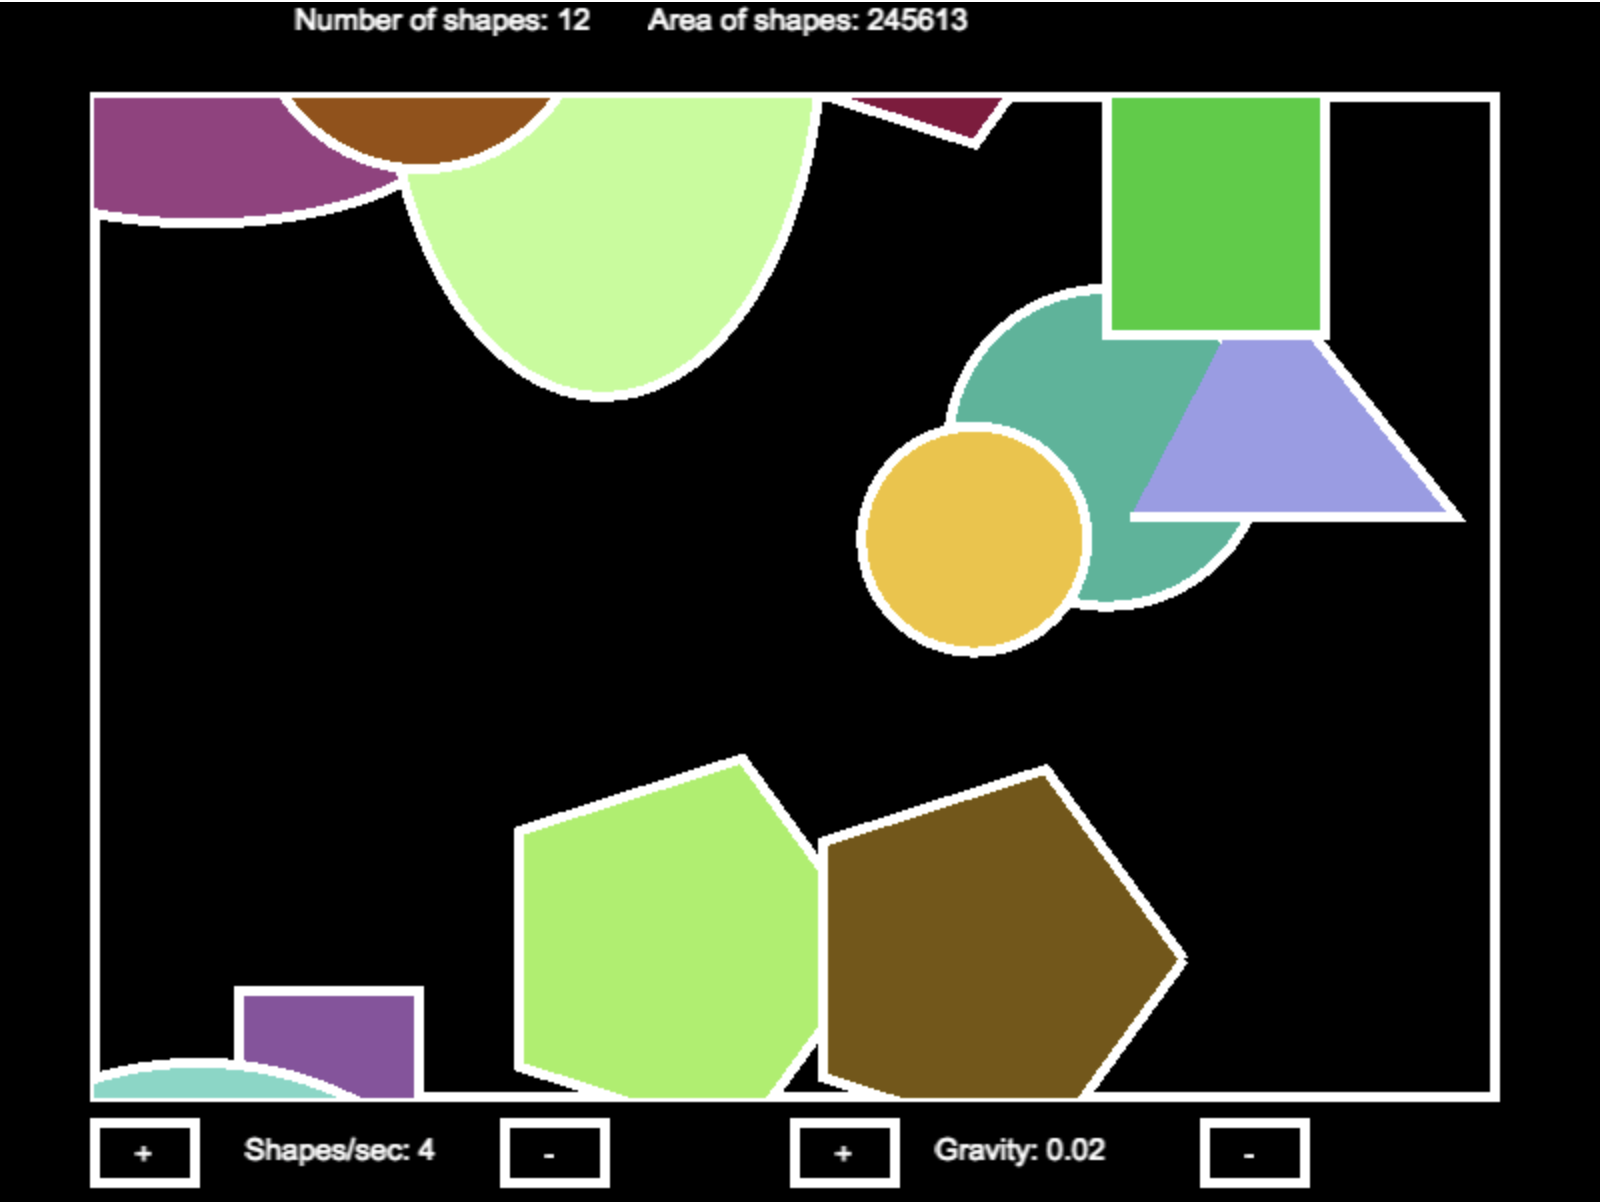 Number of shapes: 12 Area of shapes: 245613
+ Shapes/sec: 4 - + Gravity: 0.02 -